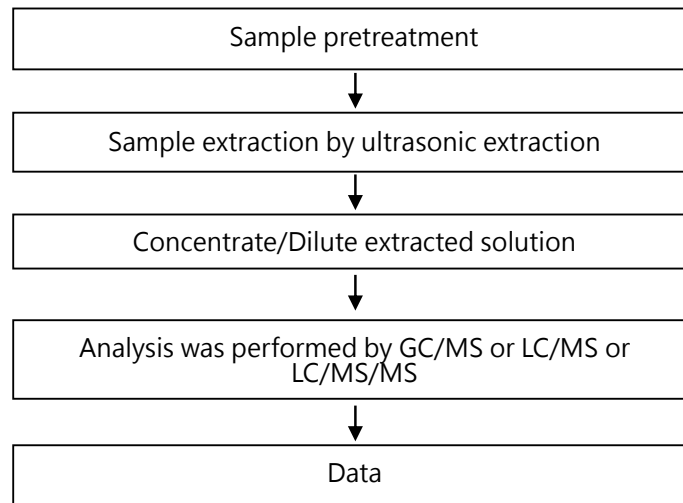 Sample pretreatment
Sample extraction by ultrasonic extraction
Concentrate/Dilute extracted solution
Analysis was performed by GC/MS or LC/MS or
LC/MS/MS
Data